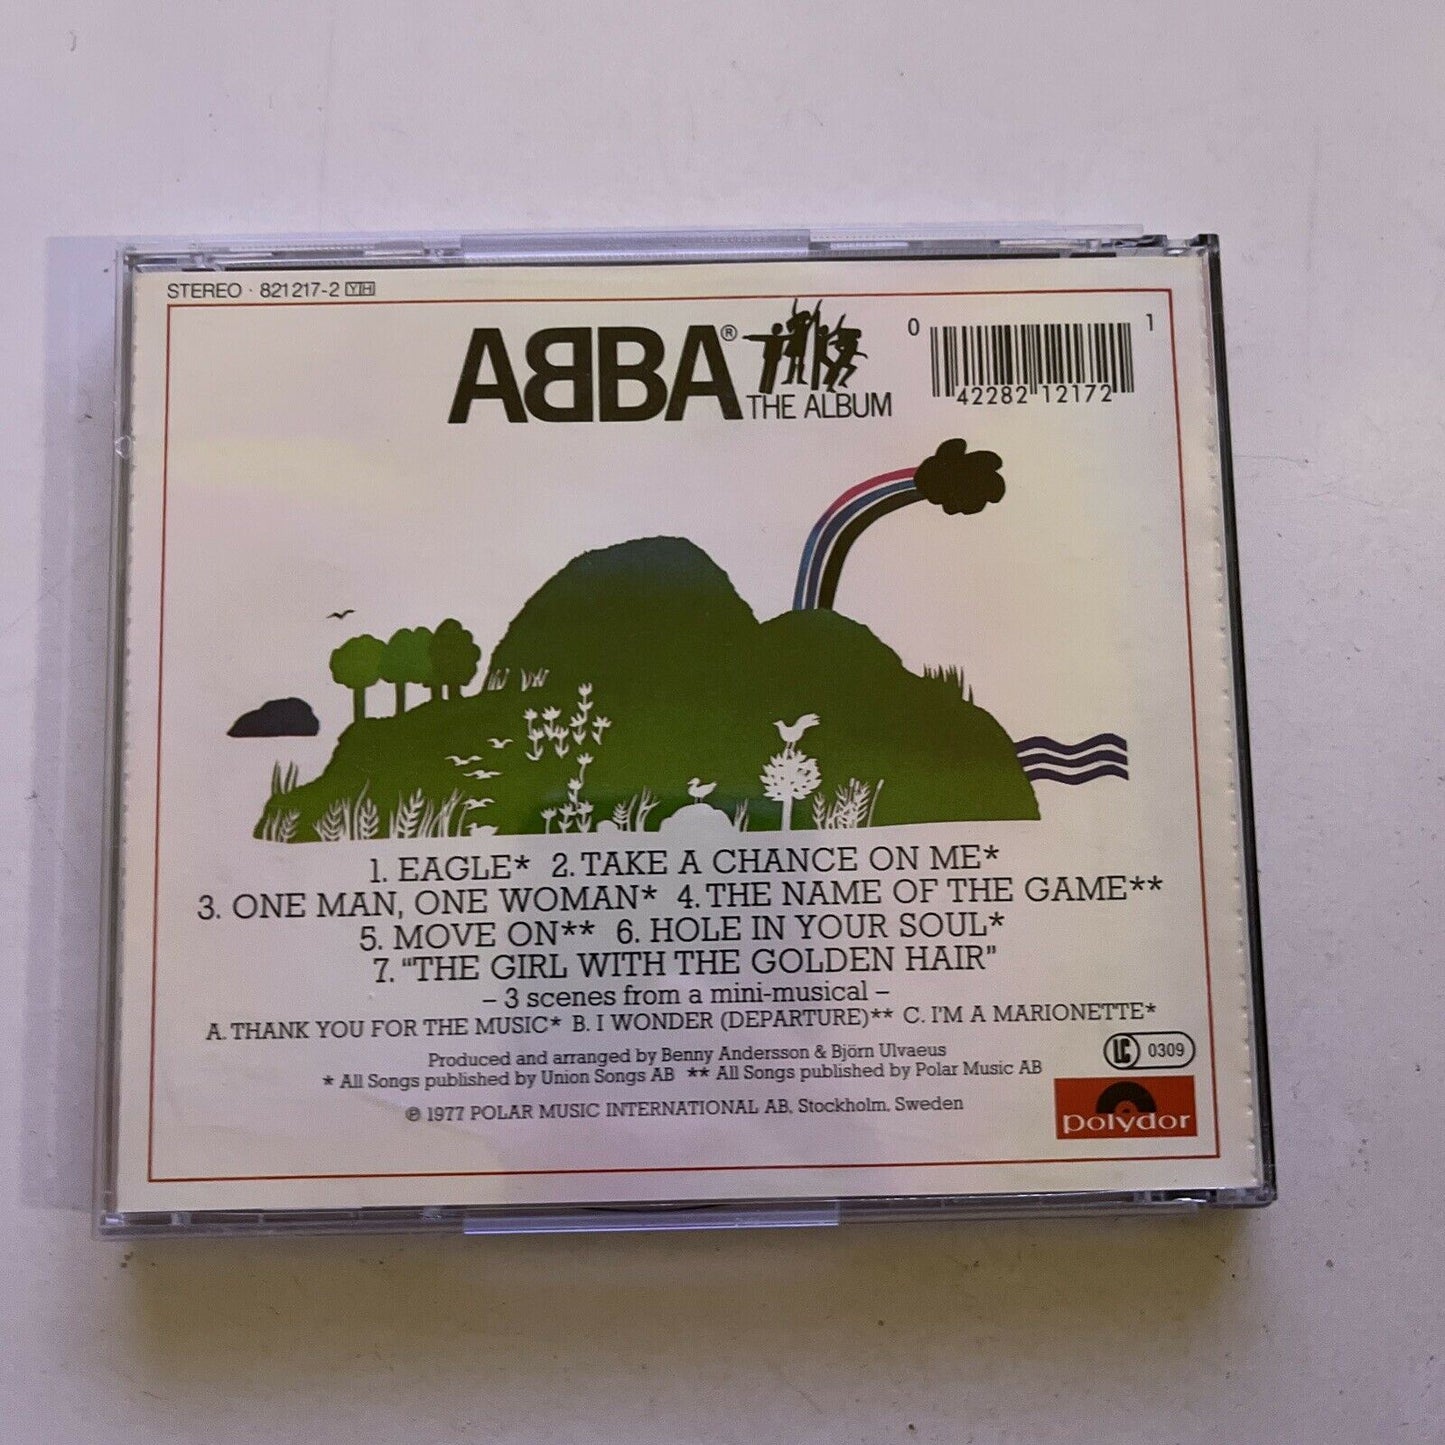 STEREO · 821 217-2 YH
ABBA® THE ALBUM
0 42282 12172 1
1. EAGLE* 2. TAKE A CHANCE ON ME*
3. ONE MAN, ONE WOMAN* 4. THE NAME OF THE GAME**
5. MOVE ON** 6. HOLE IN YOUR SOUL*
7. “THE GIRL WITH THE GOLDEN HAIR”
– 3 scenes from a mini-musical –
A. THANK YOU FOR THE MUSIC* B. I WONDER (DEPARTURE)** C. I'M A MARIONETTE*
Produced and arranged by Benny Andersson & Björn Ulvaeus
* All Songs published by Union Songs AB ** All Songs published by Polar Music AB
LC 0309
℗ 1977 POLAR MUSIC INTERNATIONAL AB, Stockholm, Sweden
polydor